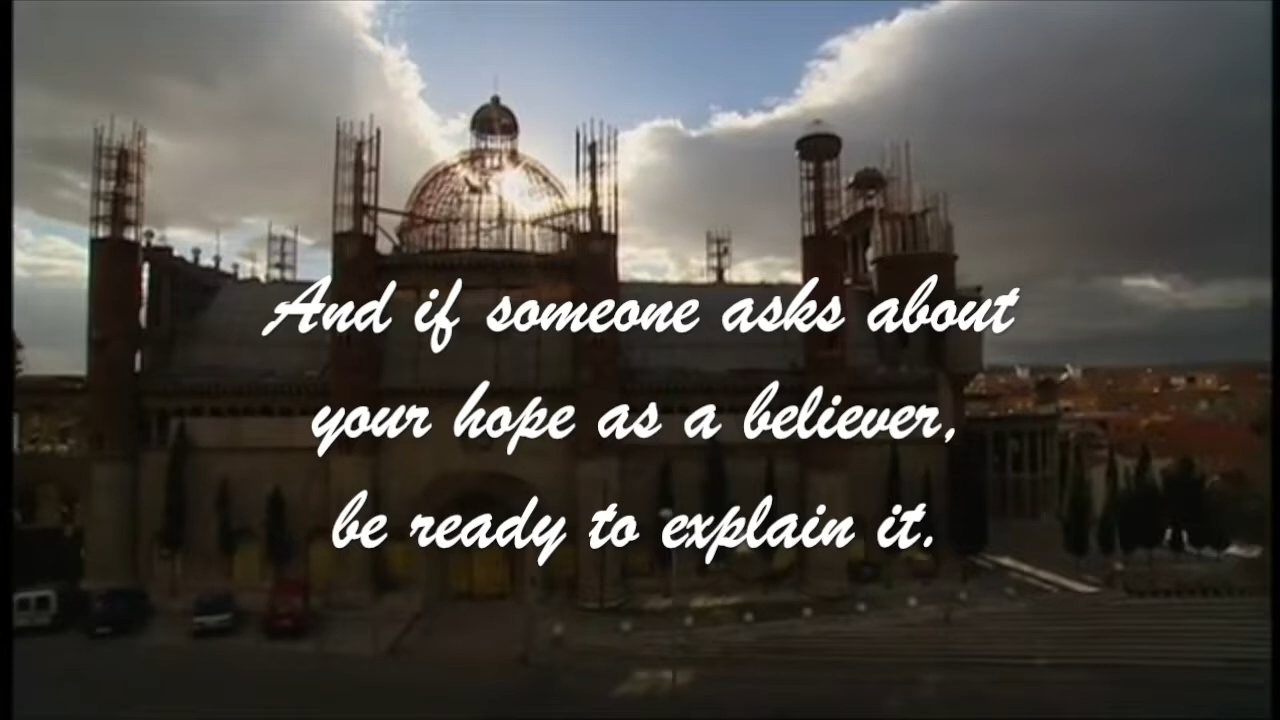 And if someone asks about
your hope as a believer,
be ready to explain it.